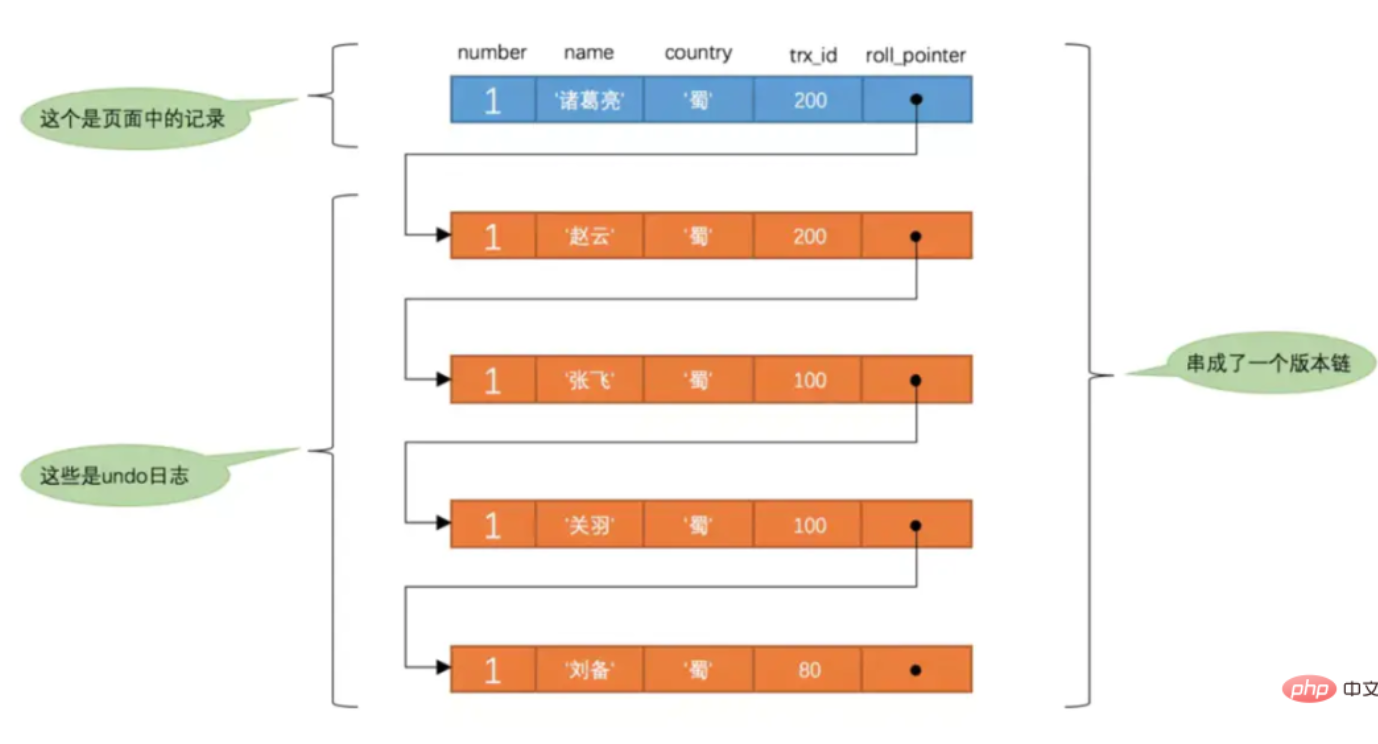 number name country trx_id roll_pointer
1 '诸葛亮' '蜀' 200
这个是页面中的记录
1 '赵云' '蜀' 200
1 '张飞' '蜀' 100
串成了一个版本链
这些是undo日志
1 '关羽' '蜀' 100
1 '刘备' '蜀' 80
php 中文